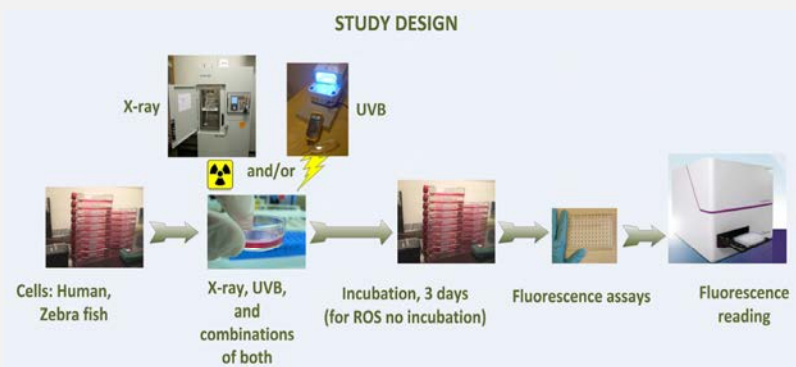 STUDY DESIGN
X-ray
UVB
and/or
Cells: Human,
Zebra fish
X-ray, UVB,
and
combinations
of both
Incubation, 3 days
(for ROS no incubation)
Fluorescence assays
Fluorescence
reading